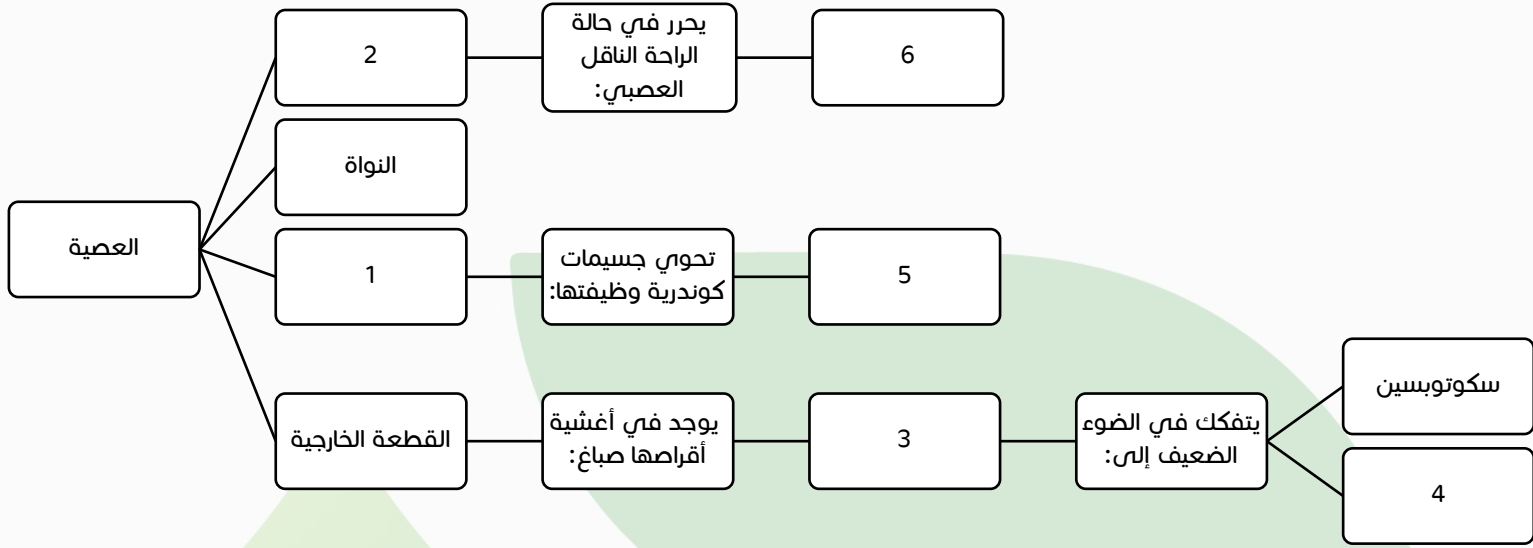 العصية
2
يحرر في حالة
الراحة الناقل
العصبي:
6
النواة
1
تحوي جسيمات
كوندرية وظيفتها:
5
القطعة الخارجية
يوجد في أغشية
أقراصها صباغ:
3
يتفكك في الضوء
الضعيف إلى:
سكوتوبسين
4